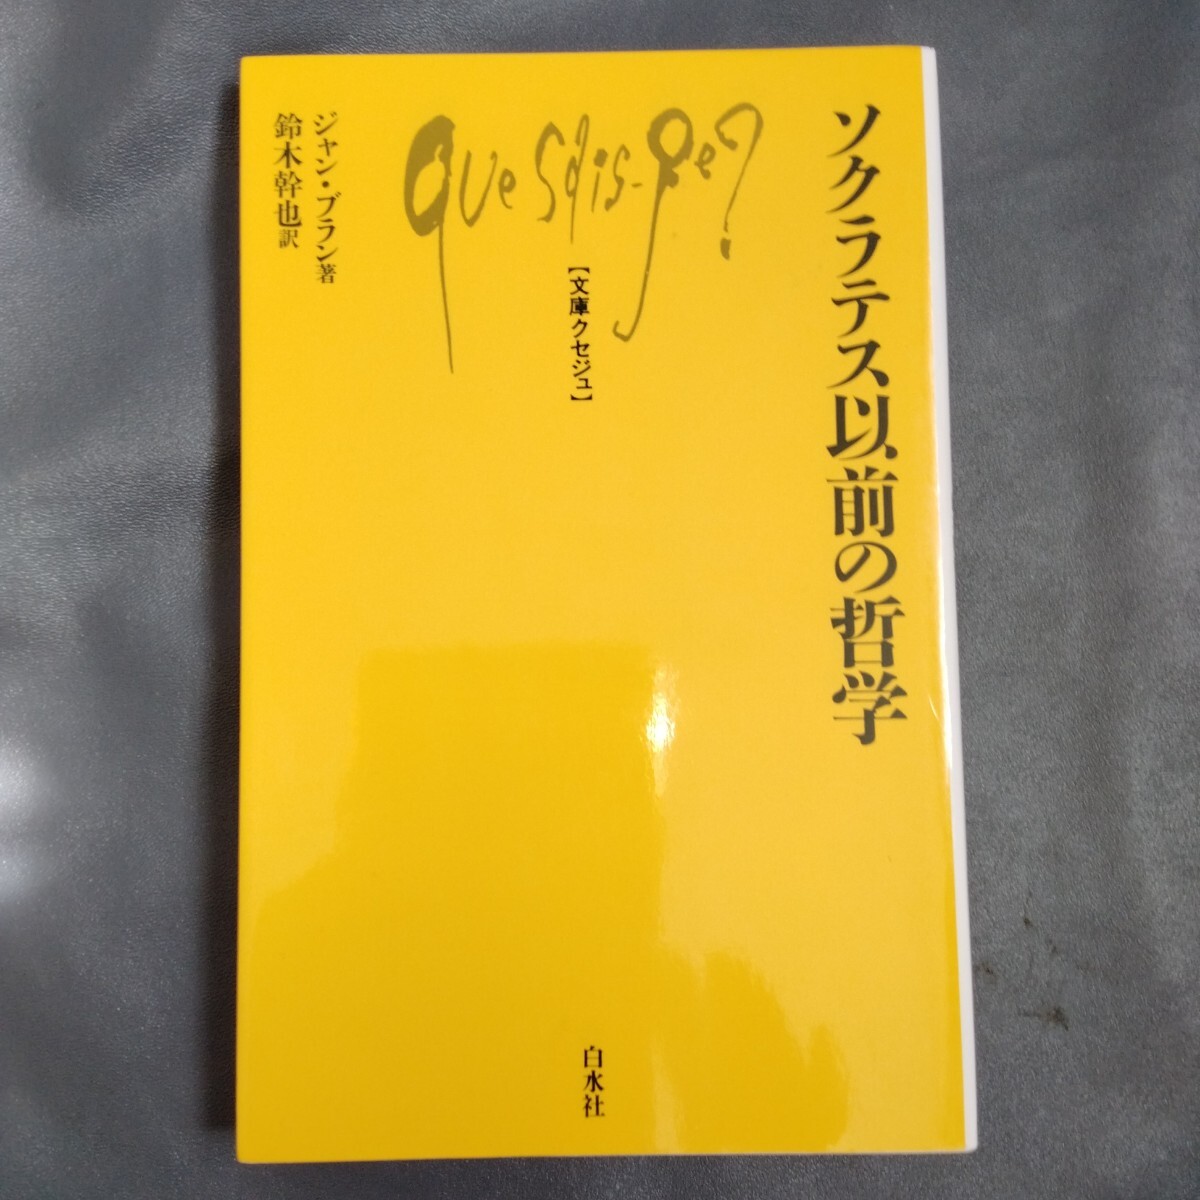 ソクラテス以前の哲学
que sais-je?
【文庫クセジュ】
ジャン・ブラン著
鈴木幹也訳
白水社